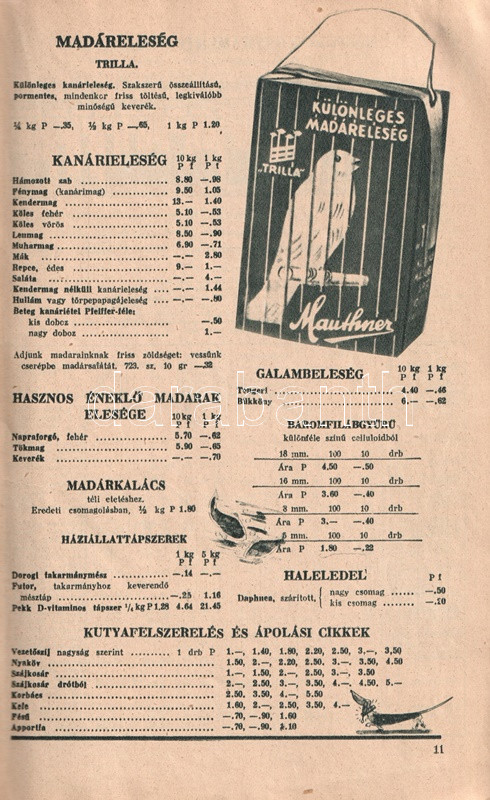 MADÁRELESÉG
TRILLA.
Különleges kanárieleség. Szakszerű összeállítású,
pormentes, mindenkor friss töltésű, legkiválóbb
minőségű keverék.
¼ kg P —.35, ½ kg P —.65, 1 kg P 1.20
KÜLÖNLEGES
MADÁRELESÉG
„TRILLA”
Mauthner
KANÁRIELESÉG 10 kg 1 kg
P f P f
Hámozott zab 8.80 —.98
Fénymag (kanárimag) 9.50 1.05
Kendermag 13.— 1.40
Köles fehér 5.10 —.53
Köles vörös 5.10 —.53
Lenmag 8.50 —.90
Muharmag 6.90 —.71
Mák —.— 2.80
Repce, édes 9.— 1.—
Saláta —.— 4.—
Kendermag nélküli kanárieleség —.— 1.44
Hullám vagy törpepapagájeleség —.— —.80
Beteg kanáriétel Pfeiffer-féle:
kis doboz —.50
nagy doboz 1.—
Adjunk madarainknak friss zöldséget: vessünk
cserépbe madársalátát, 723. sz. 10 gr —.32
HASZNOS ÉNEKLŐ MADARAK
ELESÉGE 10 kg 1 kg
P f P f
Napraforgó, fehér 5.70 —.62
Tökmag 5.90 —.65
Keverék —.— —.70
MADÁRKALÁCS
téli etetéshez.
Eredeti csomagolásban, ½ kg P 1.80
HÁZIÁLLATTÁPSZEREK
1 kg 5 kg
P f P f
Dorogi takarmánymész —.14 —.—
Futor, takarmányhoz keverendő
mésztáp —.25 1.16
Pekk D-vitaminos tápszer ¼ kg P 1.28 4.64 21.45
GALAMBELESÉG 10 kg 1 kg
P f P f
Tengeri 4.40 —.46
Bükköny 6.— —.62
BAROMFILÁBGYŰRŰ
különféle színű celluloidból
18 mm. 100 10 drb
Ára P 4.50 —.50
16 mm. 100 10 drb
Ára P 3.60 —.40
8 mm. 100 10 drb
Ára P 3.— —.40
5 mm. 100 10 drb
Ára P 1.80 —.22
HALELEDEL P f
Daphnea, szárított, { nagy csomag —.50
kis csomag —.20
darabanth
KUTYAFELSZERELÉS ÉS ÁPOLÁSI CIKKEK
Vezetőszíj nagyság szerint 1 drb P 1.—, 1.40, 1.80, 2.20, 2.50, 3.—, 3.50
Nyaköv 1.50, 2.—, 2.20, 2.50, 3.—, 3.50, 4.50
Szájkosár 1.—, 1.50, 2.—, 2.50, 3.—, 3.50
Szájkosár drótból 2.—, 2.50, 3.—, 3.50, 4.—, 4.50, 5.—
Korbács 2.50, 3.50, 4.—, 5.50
Kefe 1.60, 2.—, 2.50, 3.50, 4.—
Fésű —.70, —.90, 1.60
Apportfa —.70, —.90, 2.10
11